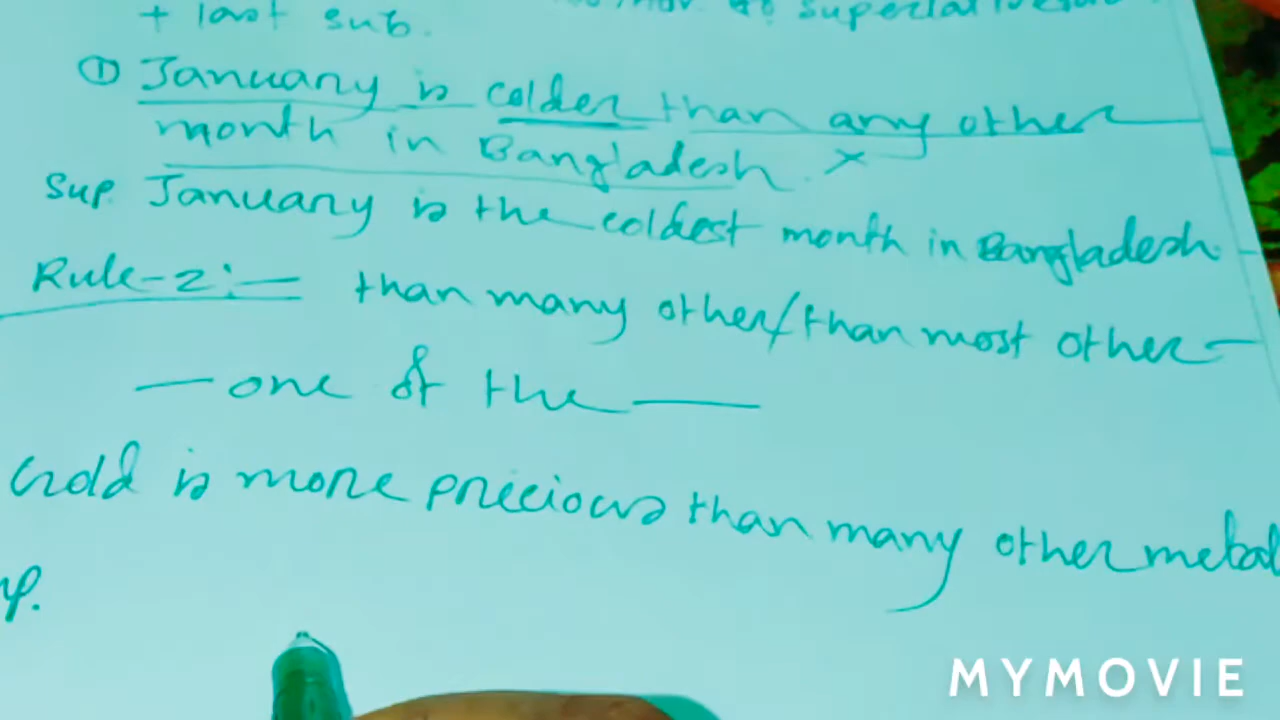 + last sub.
① January is colder than any other
month in Bangladesh. ×
Sup. January is the coldest month in Bangladesh.
Rule-2:— than many other/than most other —
— one of the —
Gold is more precious than many other metal
up.
MYMOVIE